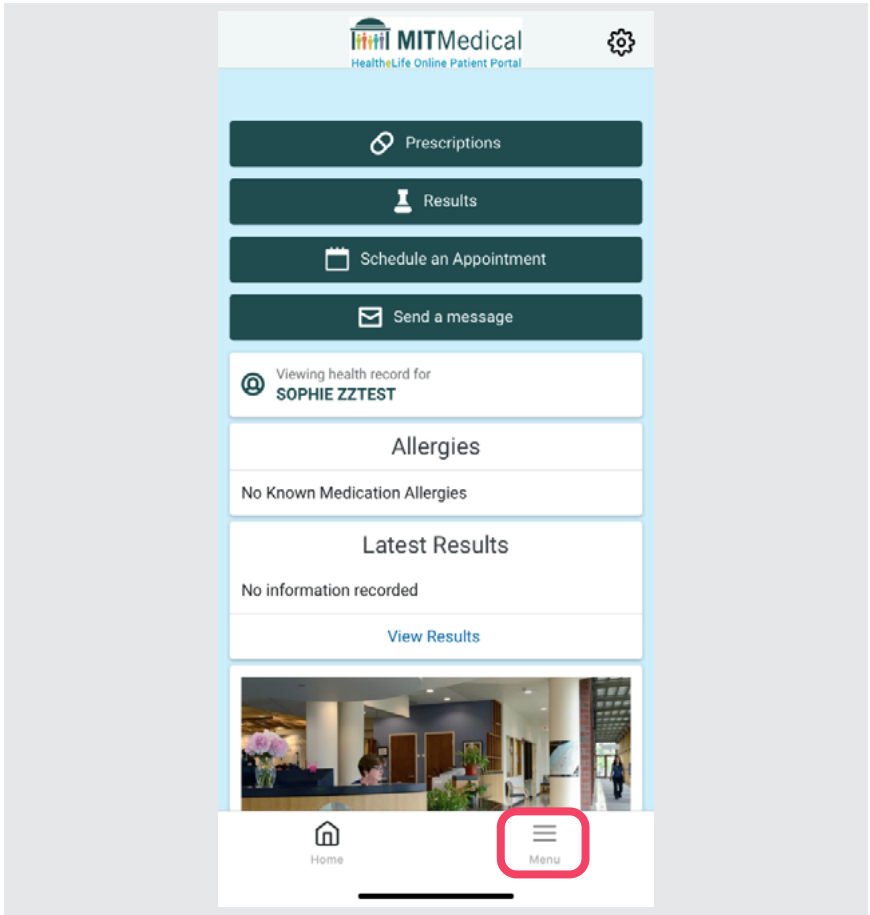 MITMedical
HealtheLife Online Patient Portal
Prescriptions
Results
Schedule an Appointment
Send a message
Viewing health record for
SOPHIE ZZTEST
Allergies
No Known Medication Allergies
Latest Results
No information recorded
View Results
Home
Menu